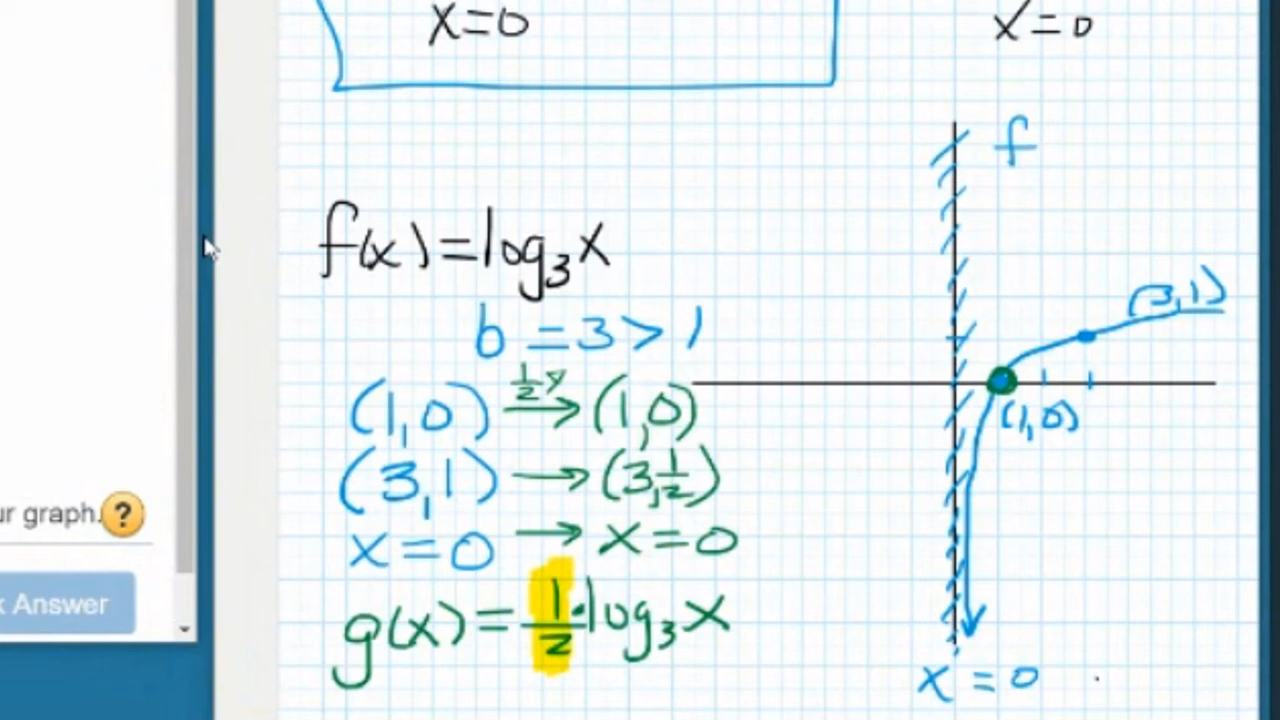 x=0
x=0
f
f(x)=log₃x
b=3>1
(3,1)
(1,0) ½y→ (1,0)
(1,0)
(3,1) → (3,½)
ur graph. ?
x=0 → x=0
k Answer
g(x)=½·log₃x
x=0